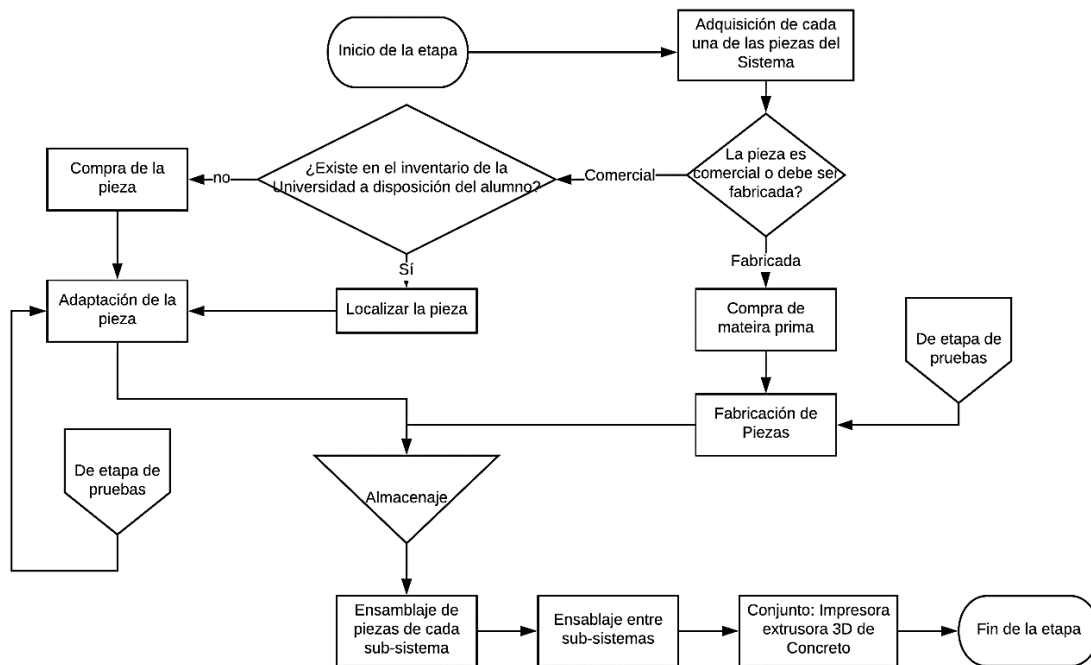 Inicio de la etapa
Adquisición de cada
una de las piezas del
Sistema
La pieza es
comercial o debe ser
fabricada?
Comercial
¿Existe en el inventario de la
Universidad a disposición del alumno?
no
Compra de la
pieza
Sí
Localizar la pieza
Adaptación de la
pieza
Fabricada
Compra de
mateira prima
De etapa de
pruebas
Fabricación de
Piezas
De etapa de
pruebas
Almacenaje
Ensamblaje de
piezas de cada
sub-sistema
Ensablaje entre
sub-sistemas
Conjunto: Impresora
extrusora 3D de
Concreto
Fin de la etapa